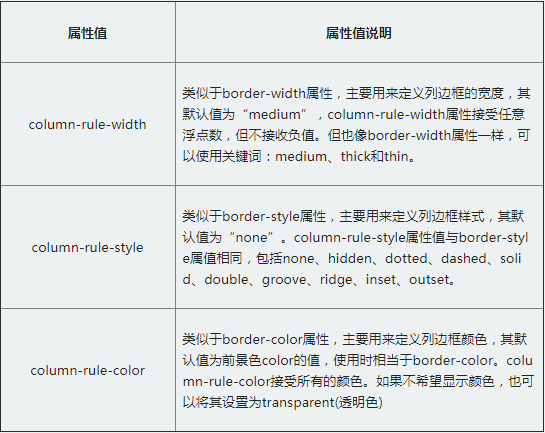 属性值
属性值说明
column-rule-width
类似于border-width属性，主要用来定义列边框的宽度，其
默认值为“medium”，column-rule-width属性接受任意
浮点数，但不接收负值。但也像border-width属性一样，可
以使用关键词：medium、thick和thin。
column-rule-style
类似于border-style属性，主要用来定义列边框样式，其默
认值为“none”。column-rule-style属性值与border-styl
e属值相同，包括none、hidden、dotted、dashed、soli
d、double、groove、ridge、inset、outset。
column-rule-color
类似于border-color属性，主要用来定义列边框颜色，其默
认值为前景色color的值，使用时相当于border-color。colu
mn-rule-color接受所有的颜色。如果不希望显示颜色，也可
以将其设置为transparent(透明色)